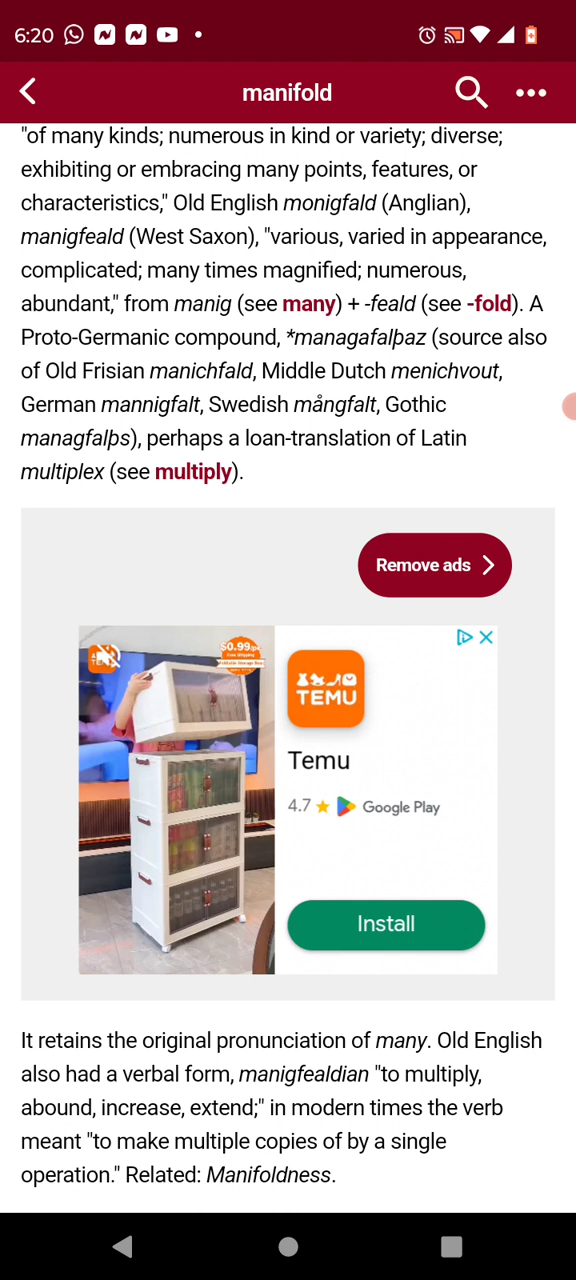 6:20
manifold
"of many kinds; numerous in kind or variety; diverse;
exhibiting or embracing many points, features, or
characteristics," Old English monigfald (Anglian),
manigfeald (West Saxon), "various, varied in appearance,
complicated; many times magnified; numerous,
abundant," from manig (see many) + -feald (see -fold). A
Proto-Germanic compound, *managafalþaz (source also
of Old Frisian manichfald, Middle Dutch menichvout,
German mannigfalt, Swedish mångfalt, Gothic
managfalþs), perhaps a loan-translation of Latin
multiplex (see multiply).
Remove ads
$0.99
TEMU
Temu
4.7 Google Play
Install
It retains the original pronunciation of many. Old English
also had a verbal form, manigfealdian "to multiply,
abound, increase, extend;" in modern times the verb
meant "to make multiple copies of by a single
operation." Related: Manifoldness.